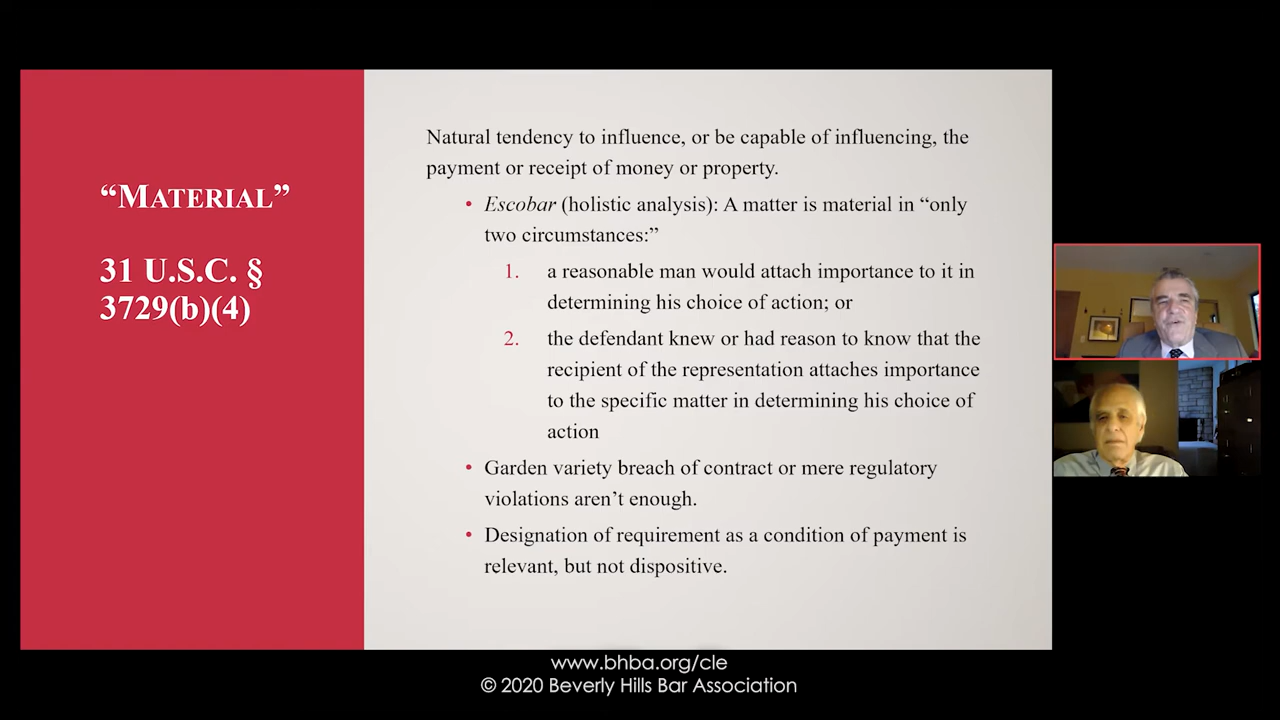 “MATERIAL”
31 U.S.C. §
3729(b)(4)
Natural tendency to influence, or be capable of influencing, the
payment or receipt of money or property.
• Escobar (holistic analysis): A matter is material in “only
two circumstances:”
1. a reasonable man would attach importance to it in
determining his choice of action; or
2. the defendant knew or had reason to know that the
recipient of the representation attaches importance
to the specific matter in determining his choice of
action
• Garden variety breach of contract or mere regulatory
violations aren’t enough.
• Designation of requirement as a condition of payment is
relevant, but not dispositive.
www.bhba.org/cle
© 2020 Beverly Hills Bar Association